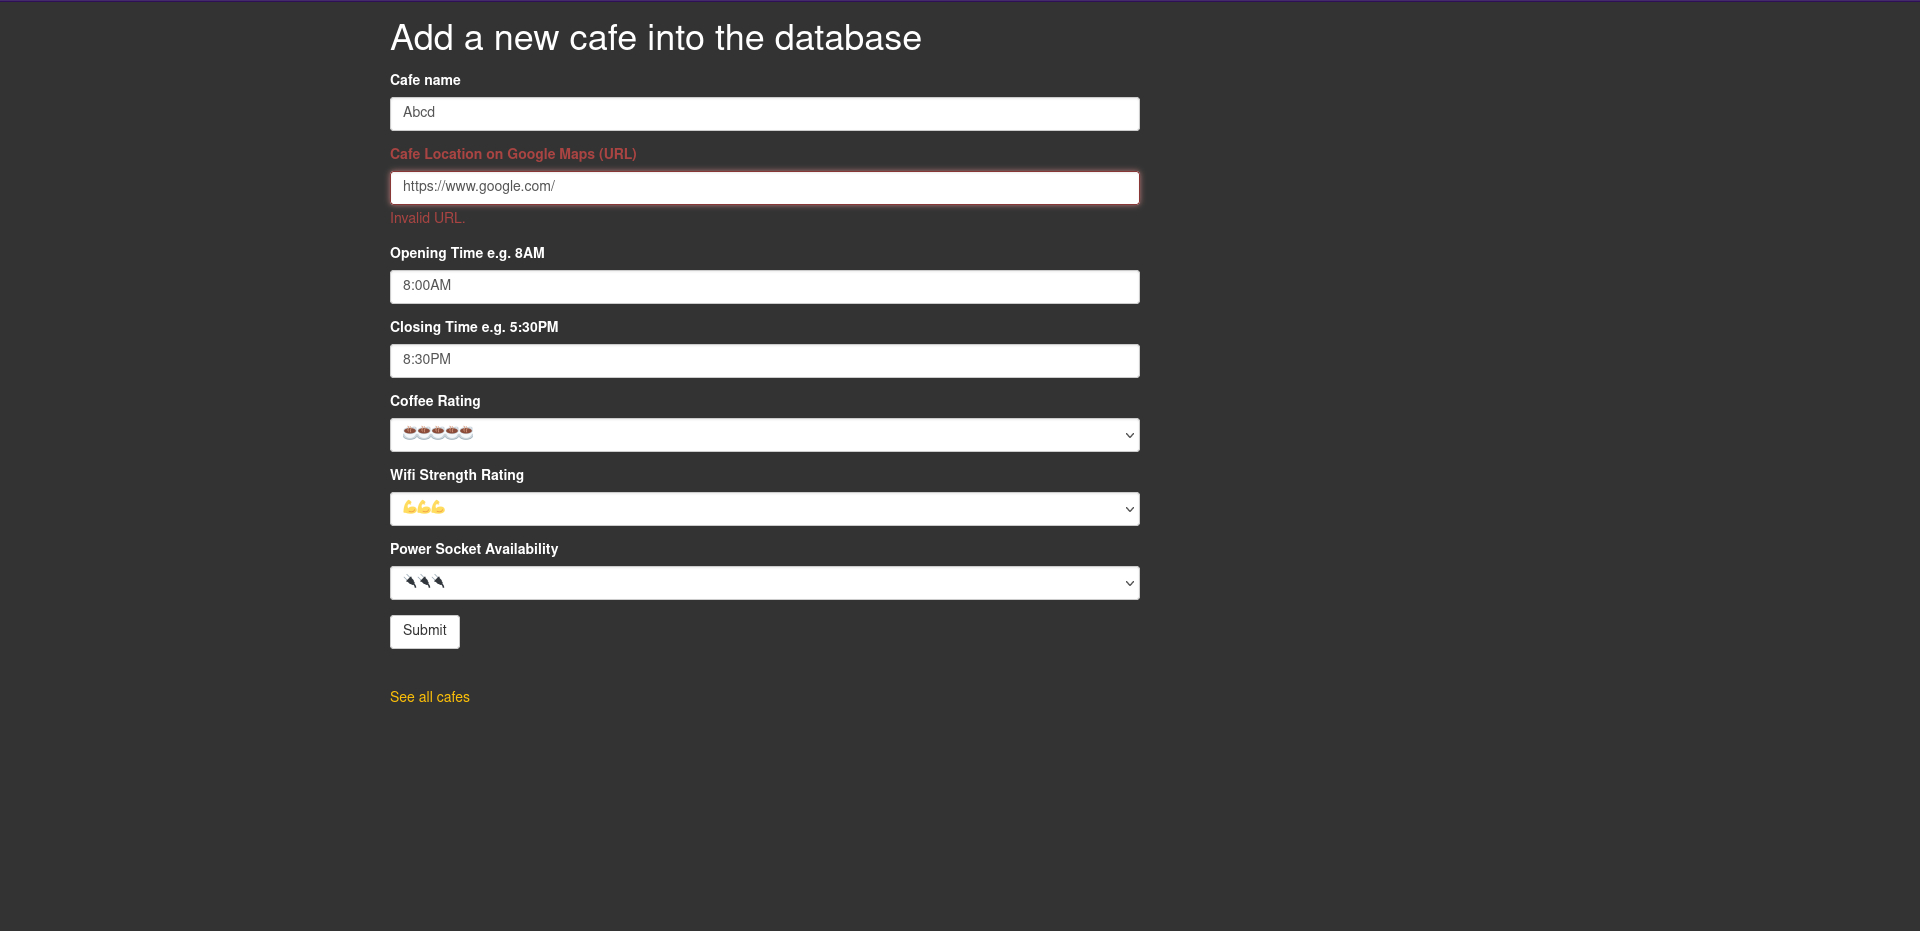 Add a new cafe into the database
Cafe name
Abcd
Cafe Location on Google Maps (URL)
https://www.google.com/
Invalid URL.
Opening Time e.g. 8AM
8:00AM
Closing Time e.g. 5:30PM
8:30PM
Coffee Rating
☕☕☕☕☕
Wifi Strength Rating
💪💪💪
Power Socket Availability
🔌🔌🔌
Submit
See all cafes